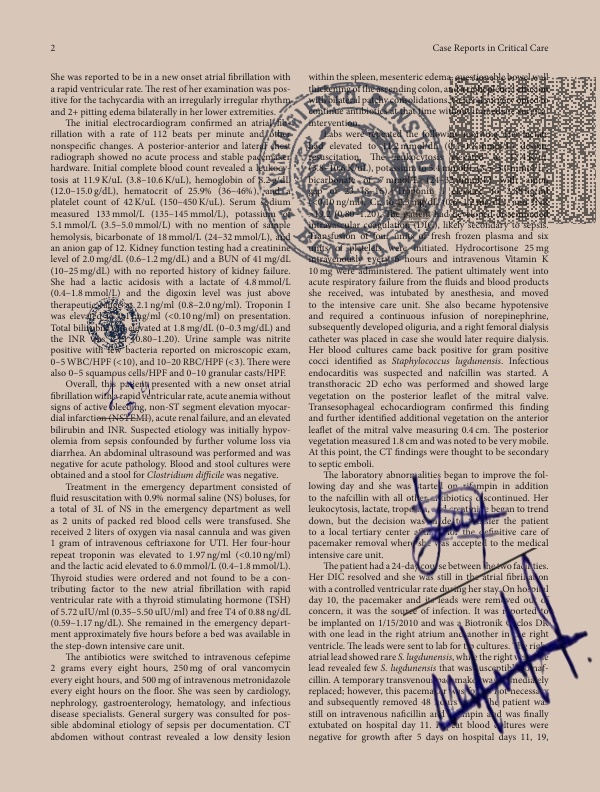 2
Case Reports in Critical Care
She was reported to be in a new onset atrial fibrillation with
a rapid ventricular rate. The rest of her examination was pos-
itive for the tachycardia with an irregularly irregular rhythm
and 2+ pitting edema bilaterally in her lower extremities.
The initial electrocardiogram confirmed an atrial fib-
rillation with a rate of 112 beats per minute and other
nonspecific changes. A posterior-anterior and lateral chest
radiograph showed no acute process and stable pacemaker
hardware. Initial complete blood count revealed a leukocy-
tosis at 11.9 K/uL (3.8–10.6 K/uL), hemoglobin of 8.2 g/dL
(12.0–15.0 g/dL), hematocrit of 25.9% (36–46%), and a
platelet count of 42 K/uL (150–450 K/uL). Serum sodium
measured 133 mmol/L (135–145 mmol/L), potassium of
5.1 mmol/L (3.5–5.0 mmol/L) with no mention of sample
hemolysis, bicarbonate of 18 mmol/L (24–32 mmol/L), and
an anion gap of 12. Kidney function testing had a creatinine
level of 2.0 mg/dL (0.6–1.2 mg/dL) and a BUN of 41 mg/dL
(10–25 mg/dL) with no reported history of kidney failure.
She had a lactic acidosis with a lactate of 4.8 mmol/L
(0.4–1.8 mmol/L) and the digoxin level was just above
therapeutic at 2.1 ng/ml (0.8–2.0 ng/ml). Troponin I
was elevated ng/ml (<0.10 ng/ml) on presentation.
Total bilirubin elevated at 1.8 mg/dL (0–0.3 mg/dL) and
the INR was (0.80–1.20). Urine sample was nitrite
positive with few bacteria reported on microscopic exam,
0–5 WBC/HPF (<10), and 10–20 RBC/HPF (<3). There were
also 0–5 squamous cells/HPF and 0–10 granular casts/HPF.
Overall, this patient presented with a new onset atrial
fibrillation with rapid ventricular rate, acute anemia without
signs of active bleeding, non-ST segment elevation myocar-
dial infarction (NSTEMI), acute renal failure, and an elevated
bilirubin and INR. Suspected etiology was initially hypov-
olemia from sepsis confounded by further volume loss via
diarrhea. An abdominal ultrasound was performed and was
negative for acute pathology. Blood and stool cultures were
obtained and a stool for Clostridium difficile was negative.
Treatment in the emergency department consisted of
fluid resuscitation with 0.9% normal saline (NS) boluses, for
a total of 3L of NS in the emergency department as well
as 2 units of packed red blood cells were transfused. She
received 2 liters of oxygen via nasal cannula and was given
1 gram of intravenous ceftriaxone for UTI. Her four-hour
repeat troponin was elevated to 1.97 ng/ml (<0.10 ng/ml)
and the lactic acid elevated to 6.0 mmol/L (0.4–1.8 mmol/L).
Thyroid studies were ordered and not found to be a con-
tributing factor to the new atrial fibrillation with rapid
ventricular rate with a thyroid stimulating hormone (TSH)
of 5.72 uIU/ml (0.35–5.50 uIU/ml) and free T4 of 0.88 ng/dL
(0.59–1.17 ng/dL). She remained in the emergency depart-
ment approximately five hours before a bed was available in
the step-down intensive care unit.
The antibiotics were switched to intravenous cefepime
2 grams every eight hours, 250 mg of oral vancomycin
every eight hours, and 500 mg of intravenous metronidazole
every eight hours on the floor. She was seen by cardiology,
nephrology, gastroenterology, hematology, and infectious
disease specialists. General surgery was consulted for pos-
sible abdominal etiology of sepsis per documentation. CT
abdomen without contrast revealed a low density lesion
within the spleen, mesenteric edema, questionable bowel wall
thickening of the ascending colon, and
with bilateral patchy consolidations.
continue antibiotics at that time without
intervention.
Labs were repeated the following
had elevated to 11.2 mmol/L
resuscitation. The leukocytosis
potassium
bicarbonate of
gap
(<0.10 ng/ml),
(0.80–1.20). The patient had developed disseminated
intravascular coagulation (DIC), likely secondary to sepsis.
Transfusion of four units of fresh frozen plasma and six
units of platelets were initiated. Hydrocortisone 25 mg
intravenously every 6 hours and intravenous Vitamin K
10 mg were administered. The patient ultimately went into
acute respiratory failure from the fluids and blood products
she received, was intubated by anesthesia, and moved
to the intensive care unit. She also became hypotensive
and required a continuous infusion of norepinephrine,
subsequently developed oliguria, and a right femoral dialysis
catheter was placed in case she would later require dialysis.
Her blood cultures came back positive for gram positive
cocci identified as Staphylococcus lugdunensis. Infectious
endocarditis was suspected and nafcillin was started. A
transthoracic 2D echo was performed and showed large
vegetation on the posterior leaflet of the mitral valve.
Transesophageal echocardiogram confirmed this finding
and further identified additional vegetation on the anterior
leaflet of the mitral valve measuring 0.4 cm. The posterior
vegetation measured 1.8 cm and was noted to be very mobile.
At this point, the CT findings were thought to be secondary
to septic emboli.
The laboratory abnormalities began to improve the fol-
lowing day and she was started on rifampin in addition
to the nafcillin with all other antibiotics discontinued. Her
leukocytosis, lactate, troponin, and creatinine began to trend
down, but the decision was made to transfer the patient
to a local tertiary center for the definitive care of
pacemaker removal where she was accepted to the medical
intensive care unit.
The patient had a 24-day course between the two facilities.
Her DIC resolved and she was still in the atrial fibrillation
with a controlled ventricular rate during her stay. On hospital
day 10, the pacemaker and its leads were removed out of
concern, it was the source of infection. It was reported to
be implanted on 1/15/2010 and was a Biotronik Cyclos DR
with one lead in the right atrium and another in the right
ventricle. The leads were sent to lab for two cultures. The right
atrial lead showed rare S. lugdunensis, while the right ventricle
lead revealed few S. lugdunensis that was susceptible to naf-
cillin. A temporary transvenous pacemaker was immediately
replaced; however, this pacemaker was not necessary
and subsequently removed 48 hours The patient was
still on intravenous naficillin and rifampin and was finally
extubated on hospital day 11. Repeat blood cultures were
negative for growth after 5 days on hospital days 11, 19,